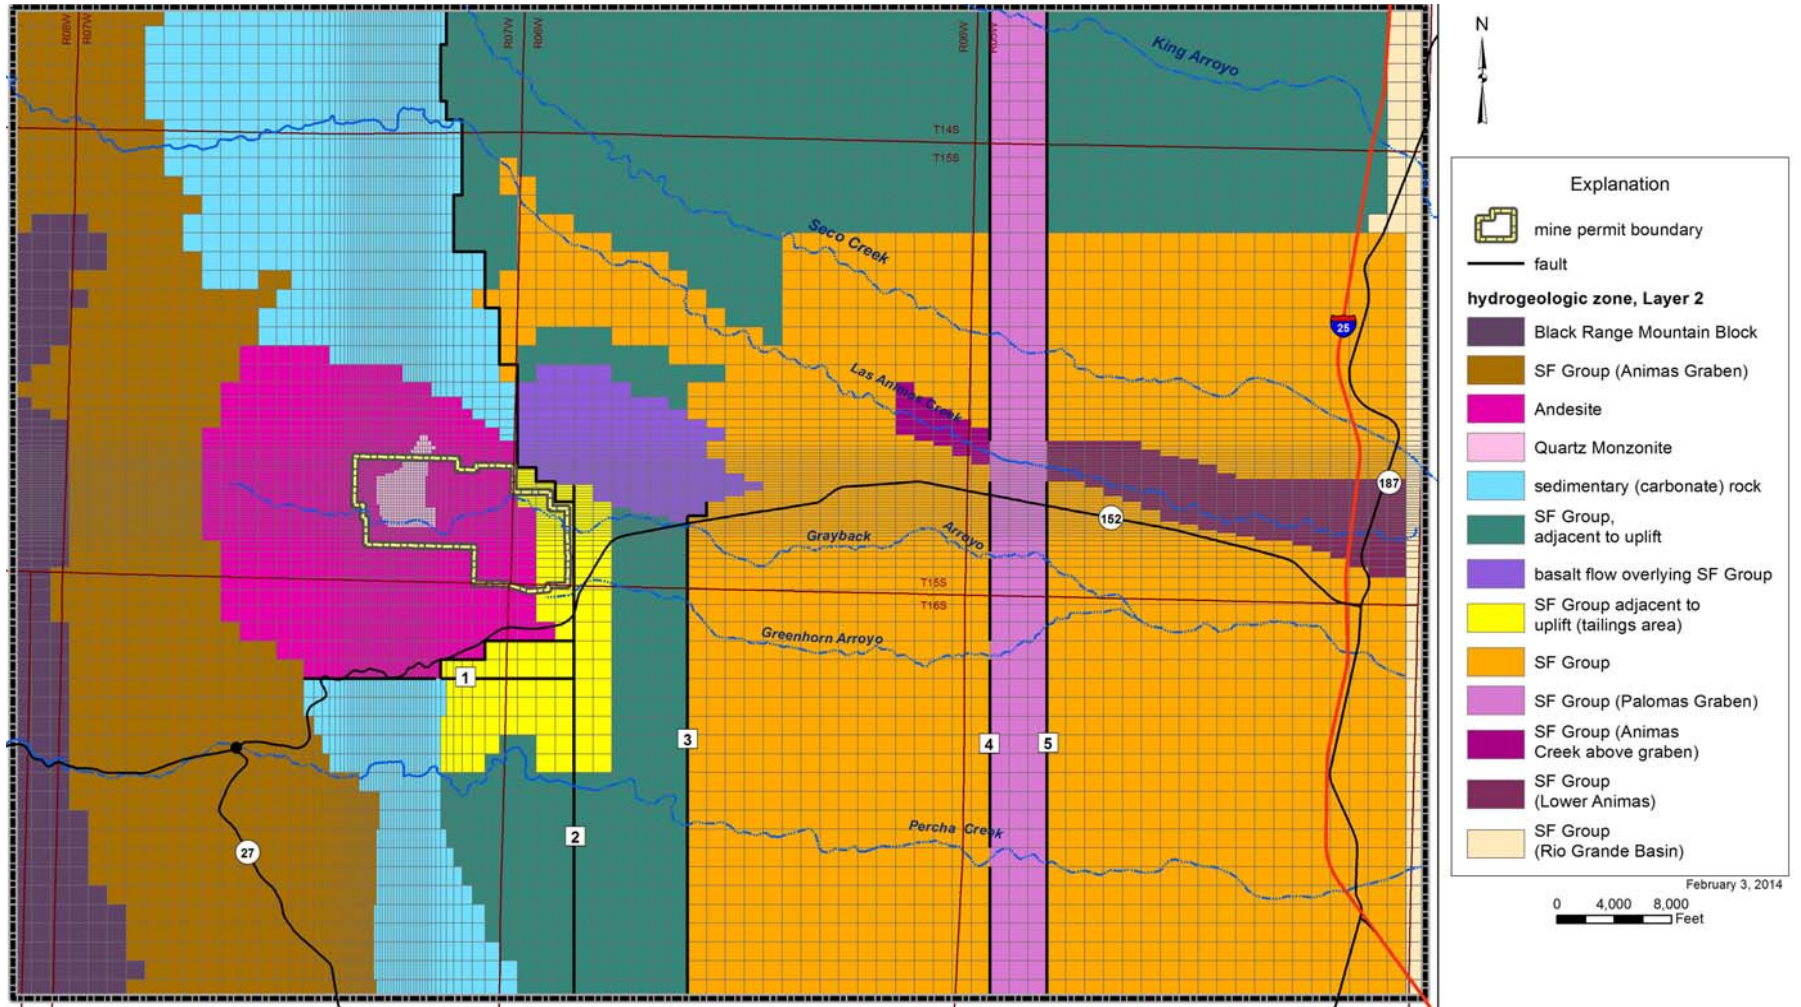 R08W
R07W
R07W
R06W
R06W
R05W
King Arroyo
N
T14S
T15S
Explanation
mine permit boundary
fault
hydrogeologic zone, Layer 2
Black Range Mountain Block
SF Group (Animas Graben)
Andesite
Quartz Monzonite
sedimentary (carbonate) rock
SF Group,
adjacent to uplift
basalt flow overlying SF Group
SF Group adjacent to
uplift (tailings area)
SF Group
SF Group (Palomas Graben)
SF Group (Animas
Creek above graben)
SF Group
(Lower Animas)
SF Group
(Rio Grande Basin)
February 3, 2014
0 4,000 8,000
Feet
Seco Creek
25
Las Animas Creek
187
152
Grayback Arroyo
T15S
T16S
Greenhorn Arroyo
1
3
4
5
2
Percha Creek
27